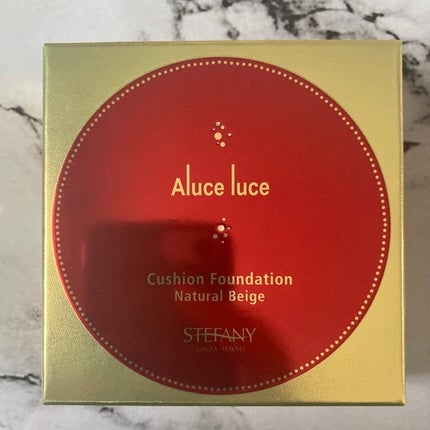 Aluce luce
Cushion Foundation
Natural Beige
STEFANY
GINZA TOKYO